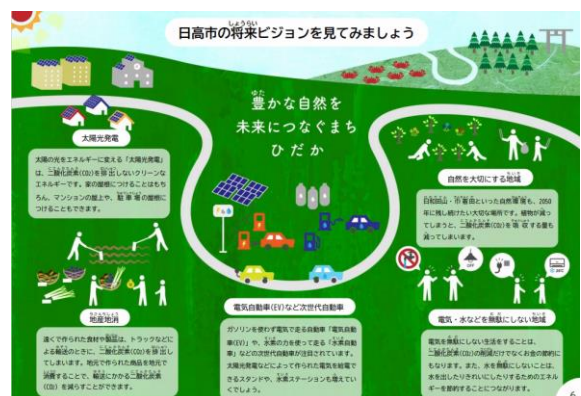 日高市の将来ビジョンを見てみましょう
豊かな自然を
未来につなぐまち
ひだか
太陽光発電
太陽の光をエネルギーに変える「太陽光発電」
は、二酸化炭素(CO₂)を排出しないクリーンな
エネルギーです。家の屋根につけることはもち
ろん、マンションの屋上や、駐車場の屋根に
つけることもできます。
地産地消
遠くで作られた食材や製品は、トラックなどに
よる輸送のときに、二酸化炭素(CO₂)を排出し
てしまいます。地元で作られた商品を地元で
消費することで、輸送にかかる二酸化炭素
(CO₂)を減らすことができます。
電気自動車(EV)など次世代自動車
ガソリンを使わず電気で走る自動車「電気自動
車(EV)」や、水素の力を使って走る「水素自動
車」などの次世代自動車が注目されています。
太陽光発電などによって作られた電気を給電で
きるスタンドや、水素ステーションも増えてい
くでしょう。
自然を大切にする地域
日和田山・巾着田といった自然環境も、2050
年に残し続けたい大切な場所です。植物が減っ
てしまうと、二酸化炭素(CO₂)を吸収する量も
減ってしまいます。
OFF
電気・水などを無駄にしない地域
電気を無駄にしない生活をすることは、
二酸化炭素(CO₂)の削減だけでなくお金の節約に
もなります。また、水を無駄にしないことは、
水を出したりきれいにしたりするためのエネル
ギーを節約することにつながります。
6